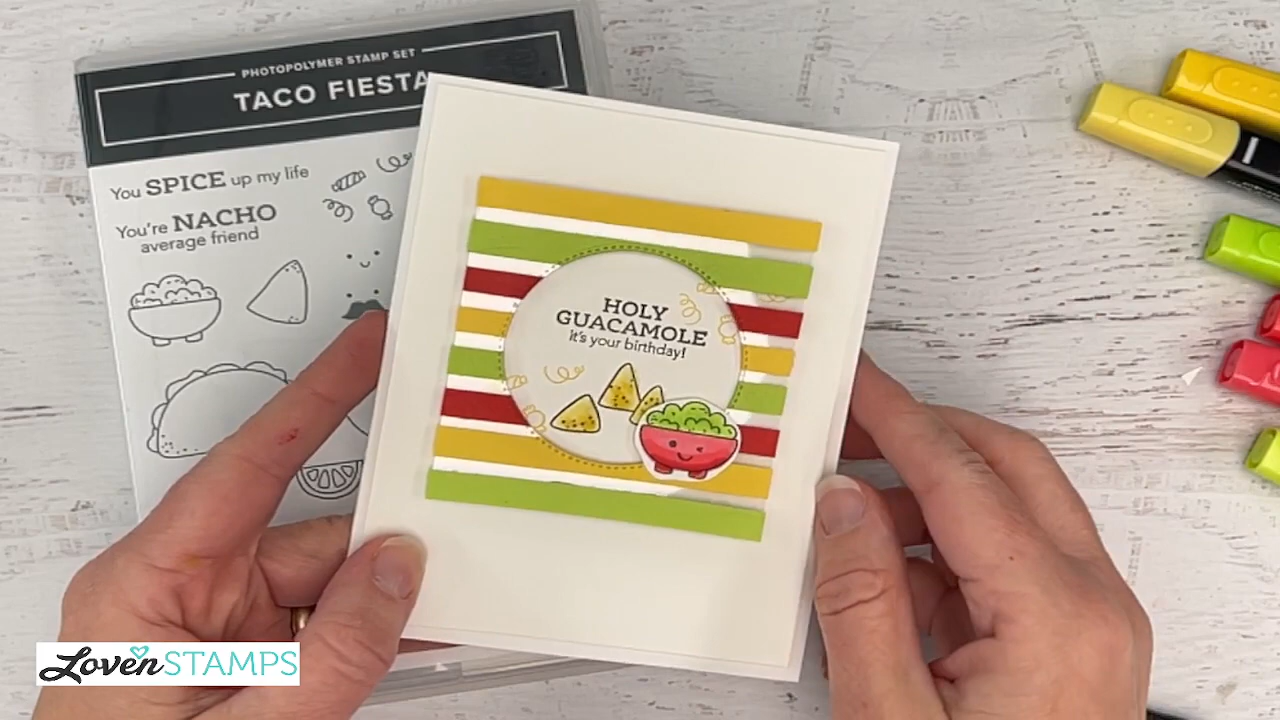 PHOTOPOLYMER STAMP SET
TACO FIESTA
You SPICE up my life
You're NACHO
average friend
HOLY
GUACAMOLE
it's your birthday!
LovenSTAMPS